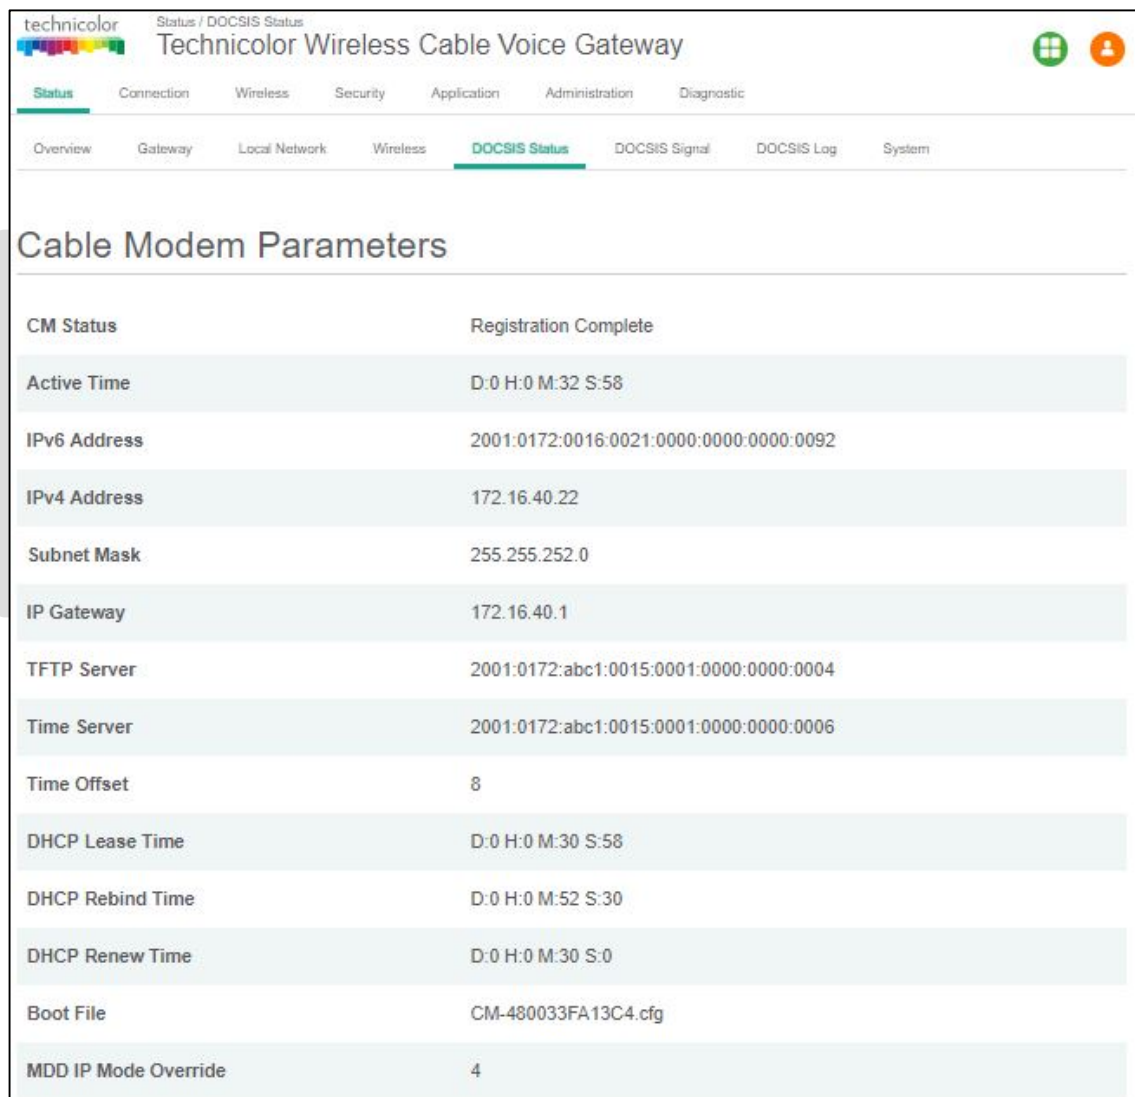 technicolor
Status / DOCSIS Status
Technicolor Wireless Cable Voice Gateway
Status Connection Wireless Security Application Administration Diagnostic
Overview Gateway Local Network Wireless DOCSIS Status DOCSIS Signal DOCSIS Log System
Cable Modem Parameters
CM Status Registration Complete
Active Time D:0 H:0 M:32 S:58
IPv6 Address 2001:0172:0016:0021:0000:0000:0000:0092
IPv4 Address 172.16.40.22
Subnet Mask 255.255.252.0
IP Gateway 172.16.40.1
TFTP Server 2001:0172:abc1:0015:0001:0000:0000:0004
Time Server 2001:0172:abc1:0015:0001:0000:0000:0006
Time Offset 8
DHCP Lease Time D:0 H:0 M:30 S:58
DHCP Rebind Time D:0 H:0 M:52 S:30
DHCP Renew Time D:0 H:0 M:30 S:0
Boot File CM-480033FA13C4.cfg
MDD IP Mode Override 4